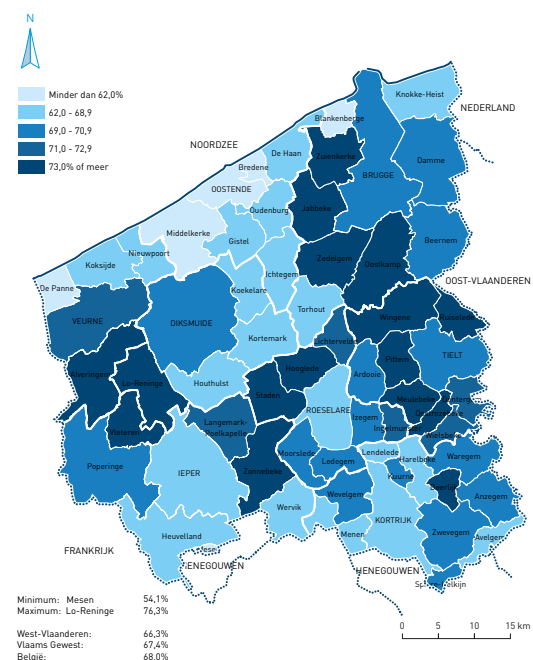 N
Minder dan 62,0%
62,0 - 68,9
69,0 - 70,9
71,0 - 72,9
73,0% of meer
NOORDZEE
NEDERLAND
Knokke-Heist
Blankenberge
De Haan
Zuienkerke
Damme
Bredene
BRUGGE
OOSTENDE
Oudenburg
Jabbeke
Middelkerke
Gistel
Beernem
Nieuwpoort
Koksijde
Zedelgem
Oostkamp
Ichtegem
OOST-VLAANDEREN
De Panne
Koekelare
Torhout
VEURNE
DIKSMUIDE
Wingene
Ruiselede
Kortemark
Lichtervelde
TIELT
Pittem
Hooglede
Ardooie
Alveringem
Lo-Reninge
Houthulst
Staden
Meulebeke
Dentergem
ROESELARE
Oostrozebeke
Izegem
Langemark-
Poelkapelle
Ingelmunster
Wielsbeke
Vleteren
Moorslede
Lendelede
Harelbeke
Waregem
Ledegem
Poperinge
IEPER
Zonnebeke
Kuurne
Deerlijk
Wevelgem
Anzegem
Wervik
KORTRIJK
Menen
Zwevegem
Avelgem
Heuvelland
Mesen
FRANKRIJK
HENEGOUWEN
HENEGOUWEN
Spiere-Helkijn
Minimum: Mesen 54,1%
Maximum: Lo-Reninge 76,3%
West-Vlaanderen: 66,3%
Vlaams Gewest: 67,4%
België: 68,0%
0 5 10 15 km